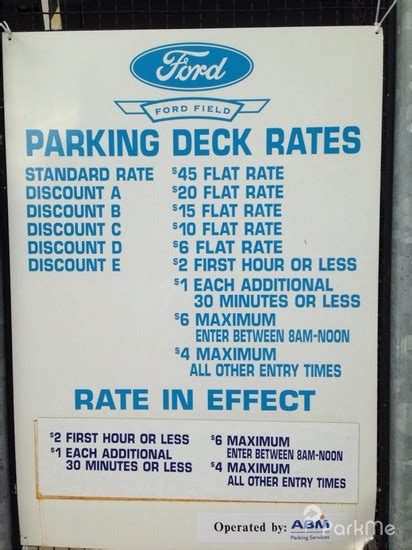 Ford
FORD FIELD
PARKING DECK RATES
STANDARD RATE $45 FLAT RATE
DISCOUNT A $20 FLAT RATE
DISCOUNT B $15 FLAT RATE
DISCOUNT C $10 FLAT RATE
DISCOUNT D $6 FLAT RATE
DISCOUNT E $2 FIRST HOUR OR LESS
$1 EACH ADDITIONAL
30 MINUTES OR LESS
$6 MAXIMUM
ENTER BETWEEN 8AM-NOON
$4 MAXIMUM
ALL OTHER ENTRY TIMES
RATE IN EFFECT
$2 FIRST HOUR OR LESS
$1 EACH ADDITIONAL
30 MINUTES OR LESS
$6 MAXIMUM
ENTER BETWEEN 8AM-NOON
$4 MAXIMUM
ALL OTHER ENTRY TIMES
Operated by: ABM
Parking Services
ParkMe